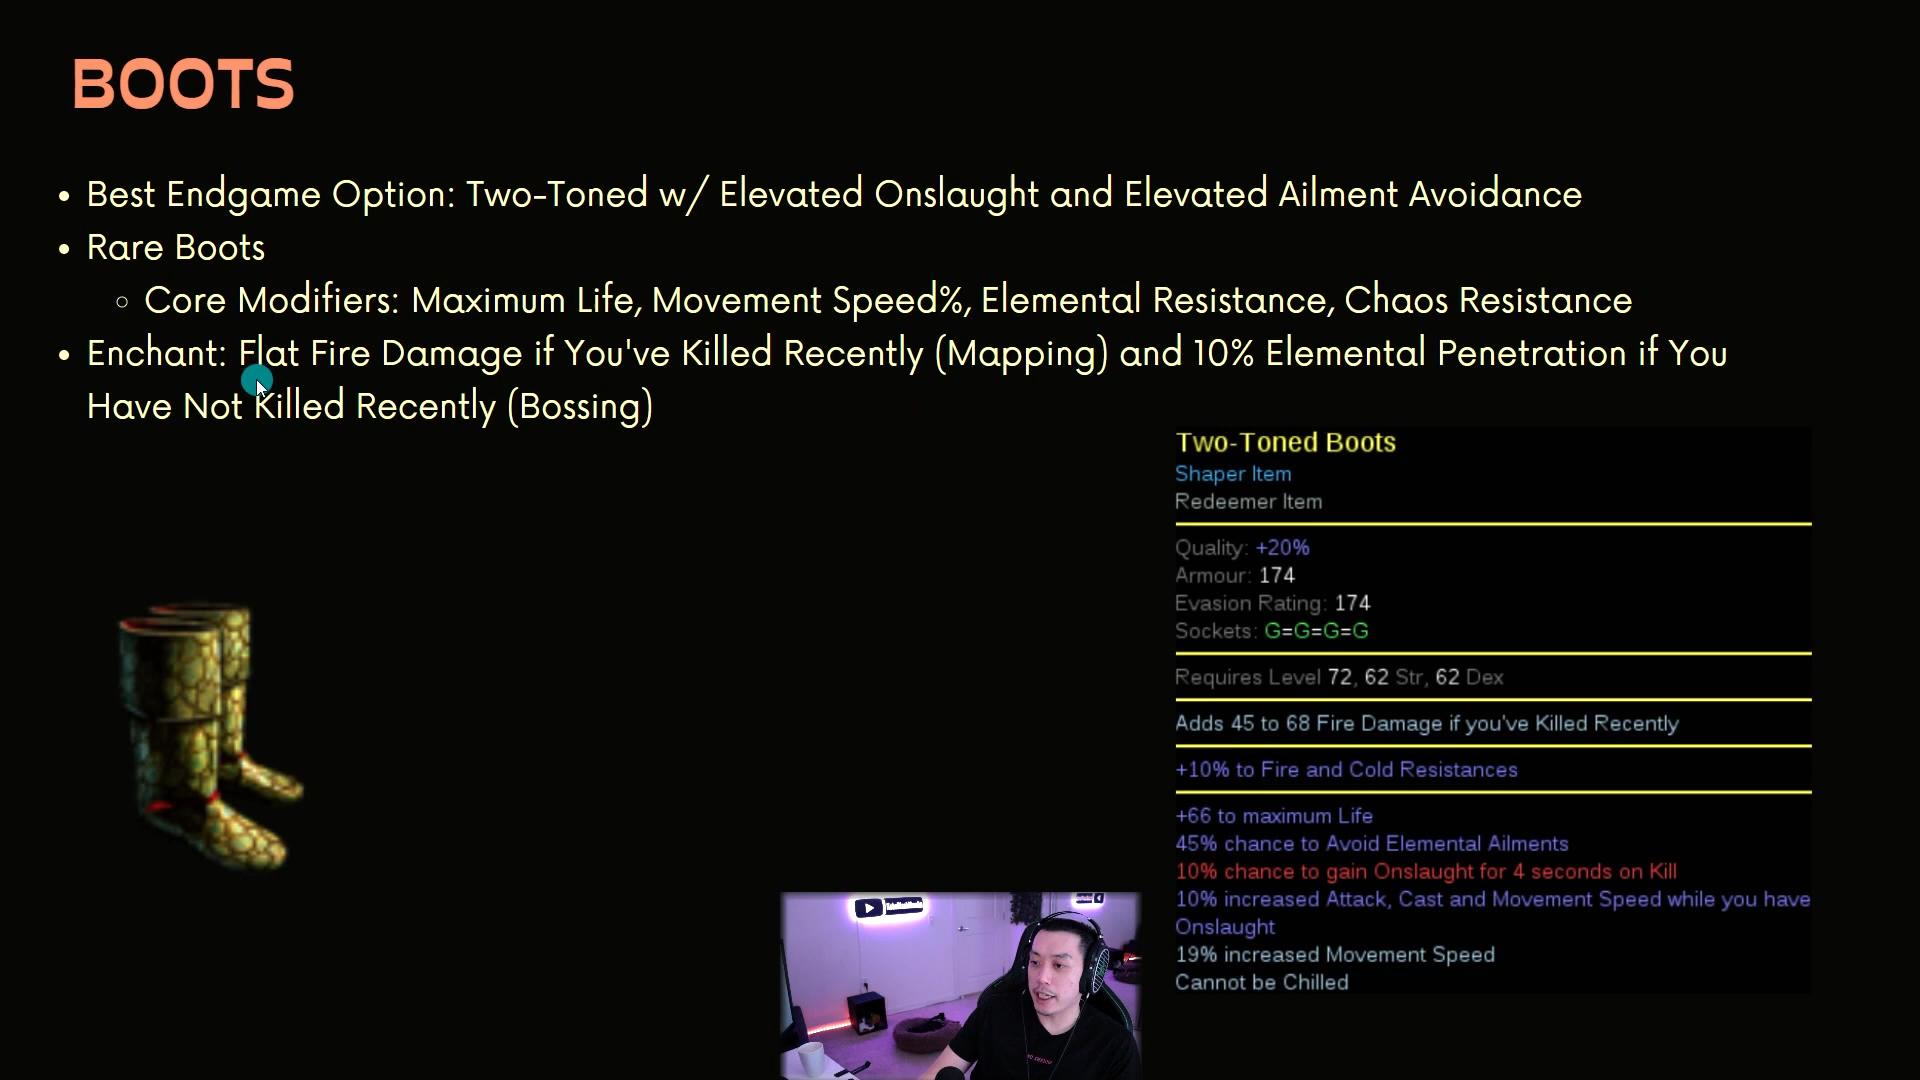 BOOTS
Best Endgame Option: Two-Toned w/ Elevated Onslaught and Elevated Ailment Avoidance
Rare Boots
Core Modifiers: Maximum Life, Movement Speed%, Elemental Resistance, Chaos Resistance
Enchant: Flat Fire Damage if You've Killed Recently (Mapping) and 10% Elemental Penetration if You
Have Not Killed Recently (Bossing)
Two-Toned Boots
Shaper Item
Redeemer Item
Quality: +20%
Armour: 174
Evasion Rating: 174
Sockets: G=G=G=G
Requires Level 72, 62 Str, 62 Dex
Adds 45 to 68 Fire Damage if you've Killed Recently
+10% to Fire and Cold Resistances
+66 to maximum Life
45% chance to Avoid Elemental Ailments
10% chance to gain Onslaught for 4 seconds on Kill
10% increased Attack, Cast and Movement Speed while you have
Onslaught
19% increased Movement Speed
Cannot be Chilled